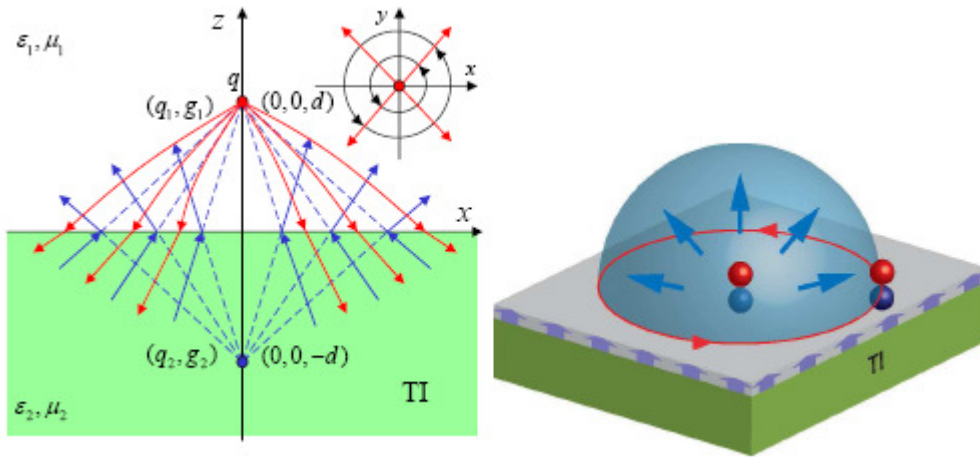 z
ε₁, μ₁
y
x
q
(q₁, g₁) (0,0,d)
x
(q₂, g₂) (0,0,−d)
TI
ε₂, μ₂
TI